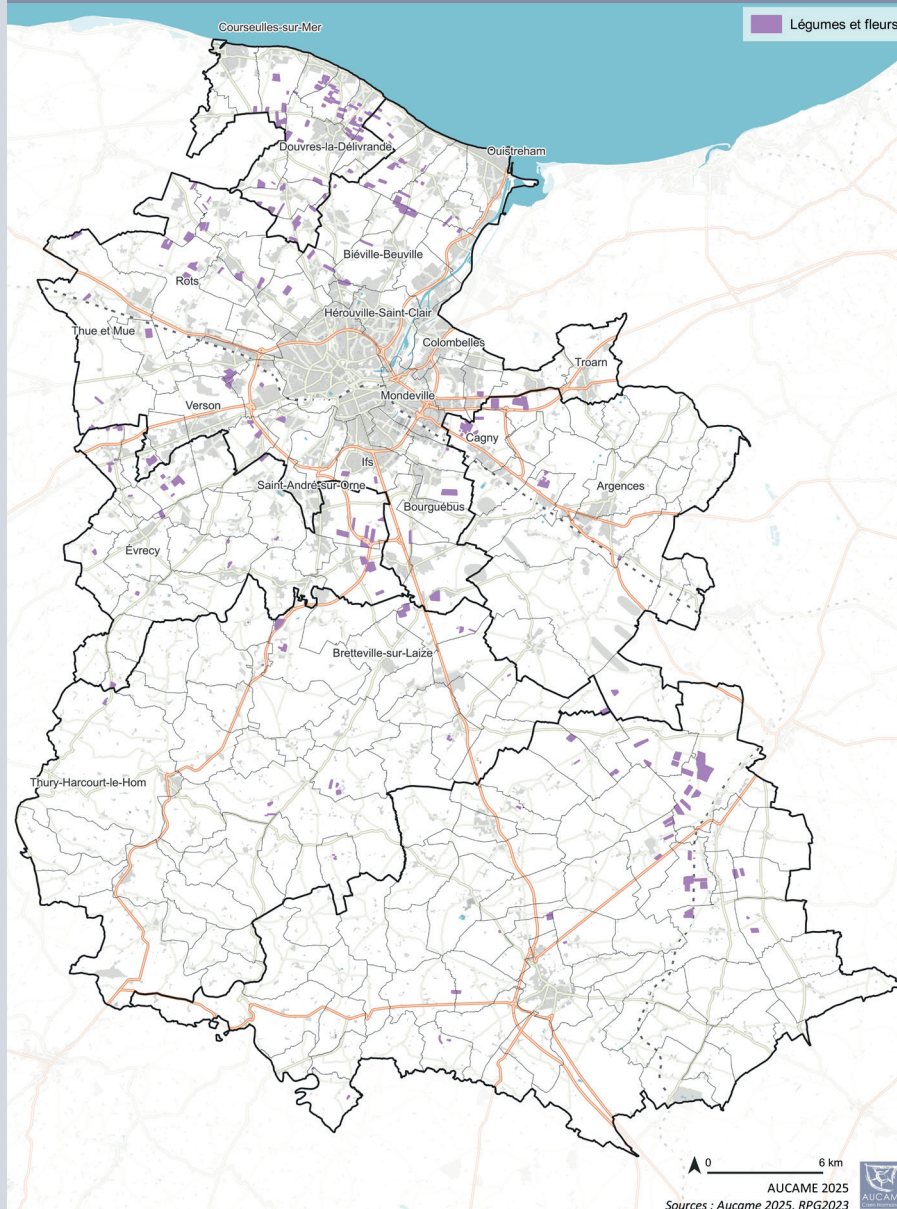 Courseulles-sur-Mer
Légumes et fleurs
Douvres-la-Délivrande
Ouistreham
Biéville-Beuville
Rots
Hérouville-Saint-Clair
Thue et Mue
Colombelles
Troarn
Mondeville
Verson
Cagny
Ifs
Saint-André-sur-Orne
Argences
Bourguébus
Évrecy
Bretteville-sur-Laize
Thury-Harcourt-le-Hom
0 6 km
AUCAME 2025
Sources : Aucame 2025, RPG2023
AUCAME